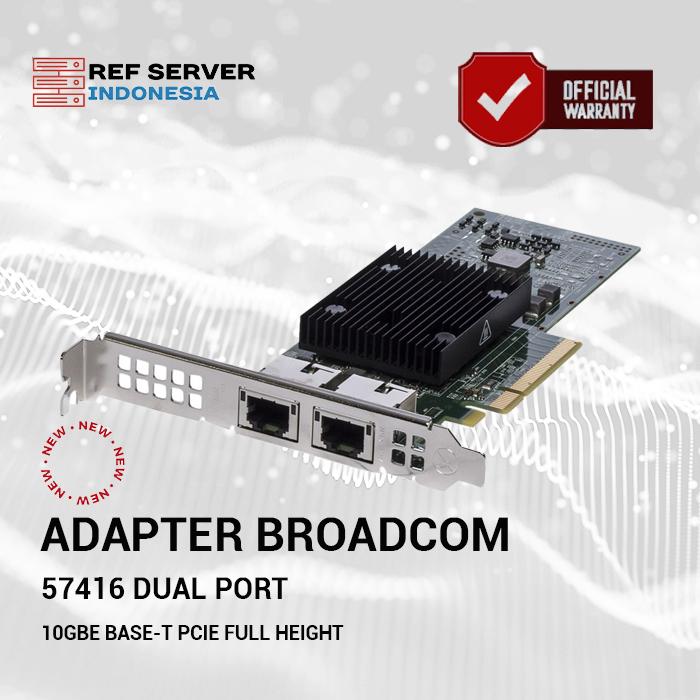 REF SERVER
INDONESIA
OFFICIAL
WARRANTY
NEW • NEW • NEW • NEW • NEW • NEW •
ADAPTER BROADCOM
57416 DUAL PORT
10GBE BASE-T PCIE FULL HEIGHT